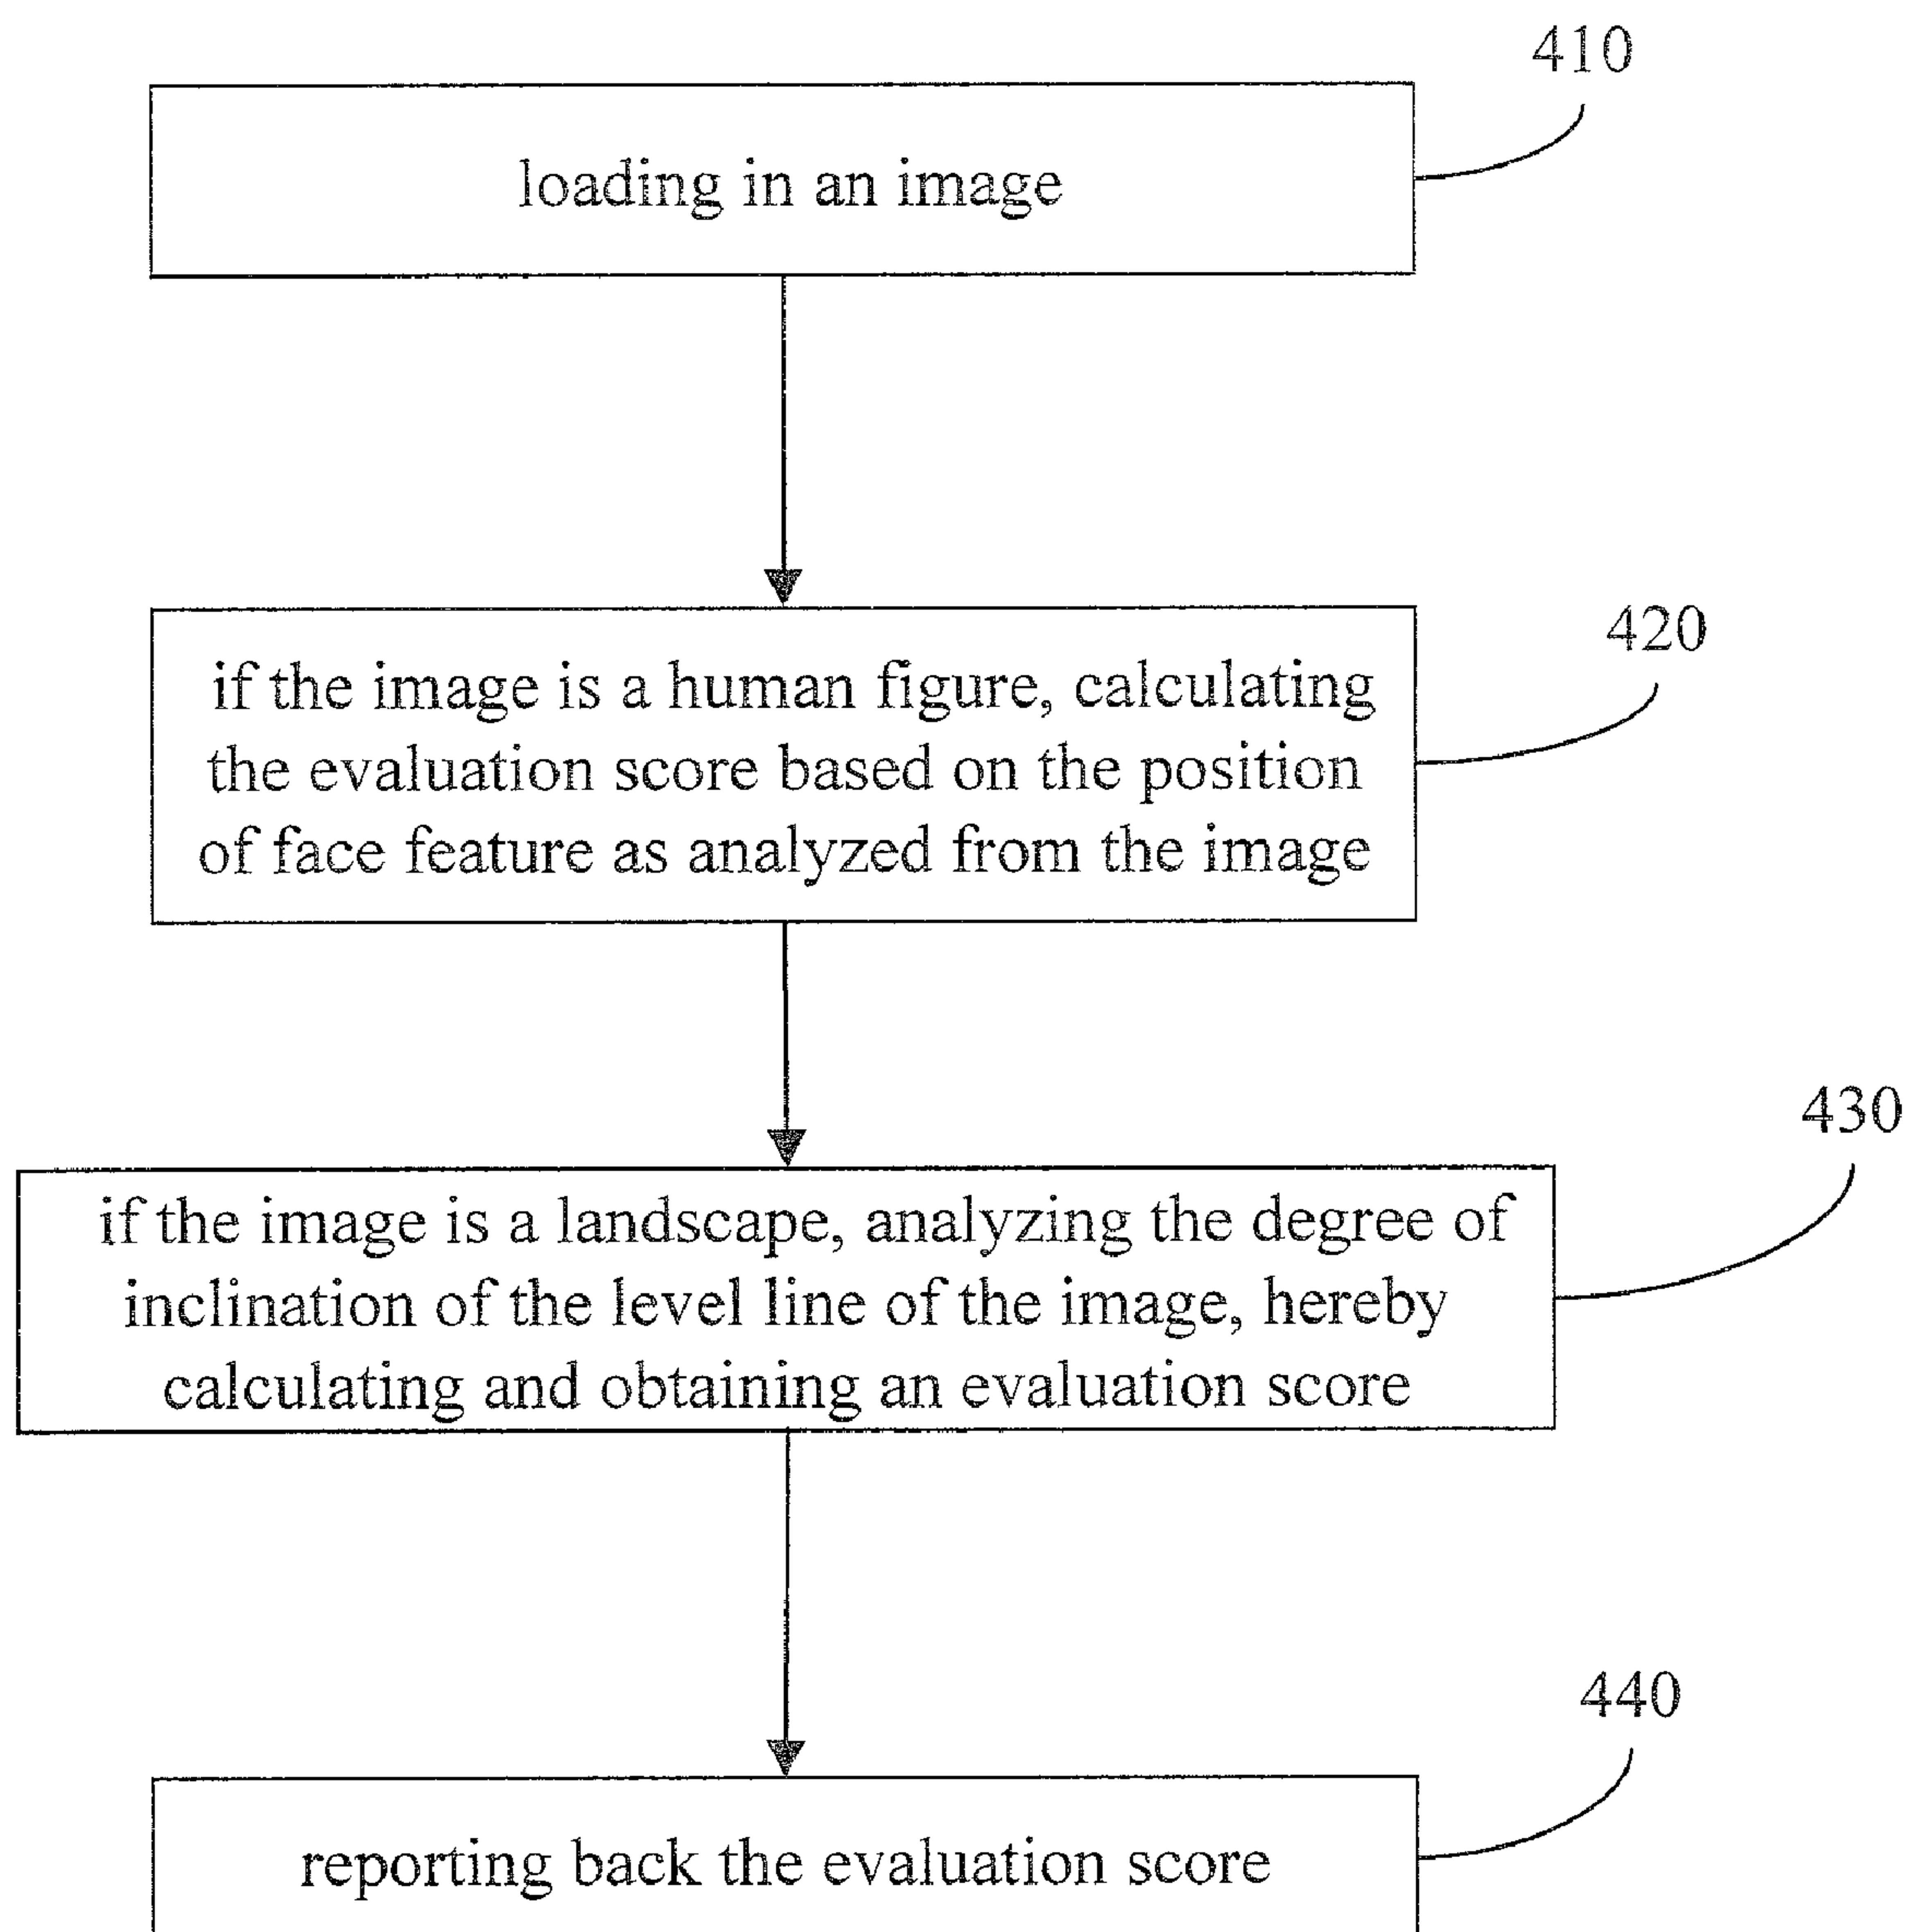 410
loading in an image
420
if the image is a human figure, calculating
the evaluation score based on the position
of face feature as analyzed from the image
430
if the image is a landscape, analyzing the degree of
inclination of the level line of the image, hereby
calculating and obtaining an evaluation score
440
reporting back the evaluation score